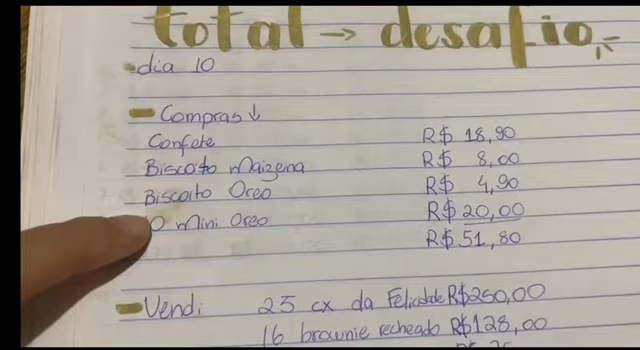 total → desafio
dia 10
Compras ↓
Confete R$ 18,90
Biscoito Maizena R$ 8,00
Biscoito Oreo R$ 4,90
0 Mini Oreo R$ 20,00
R$ 51,80
Vendi 25 cx da Felicidade R$250,00
16 brownie recheado R$128,00